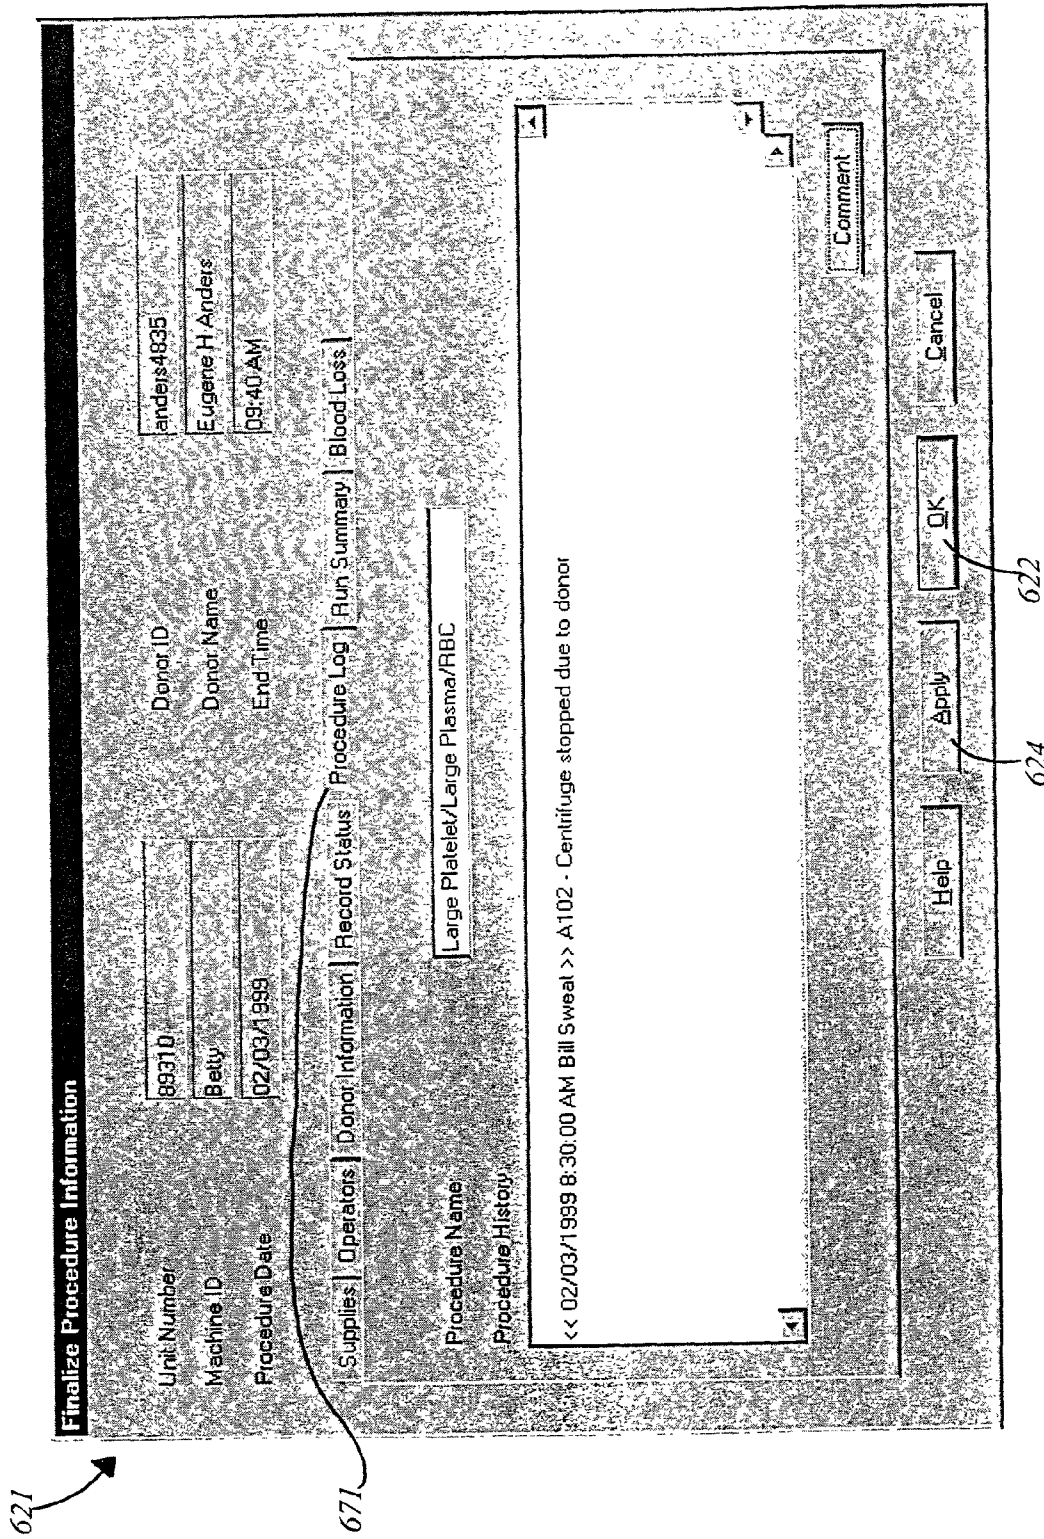 621
Finalize Procedure Information
Unit Number 89310 Donor ID anders4835
Machine ID Betty Donor Name Eugene H Anders
Procedure Date 02/03/1999 End Time 09:40 AM
671
Supplies Operators Donor Information Record Status Procedure Log Run Summary Blood Loss
Procedure Name Large Platelet/Large Plasma/RBC
Procedure History
<< 02/03/1999 8:30:00 AM Bill Sweat >> A102 - Centrifuge stopped due to donor
Comment
Help Apply OK Cancel
624 622